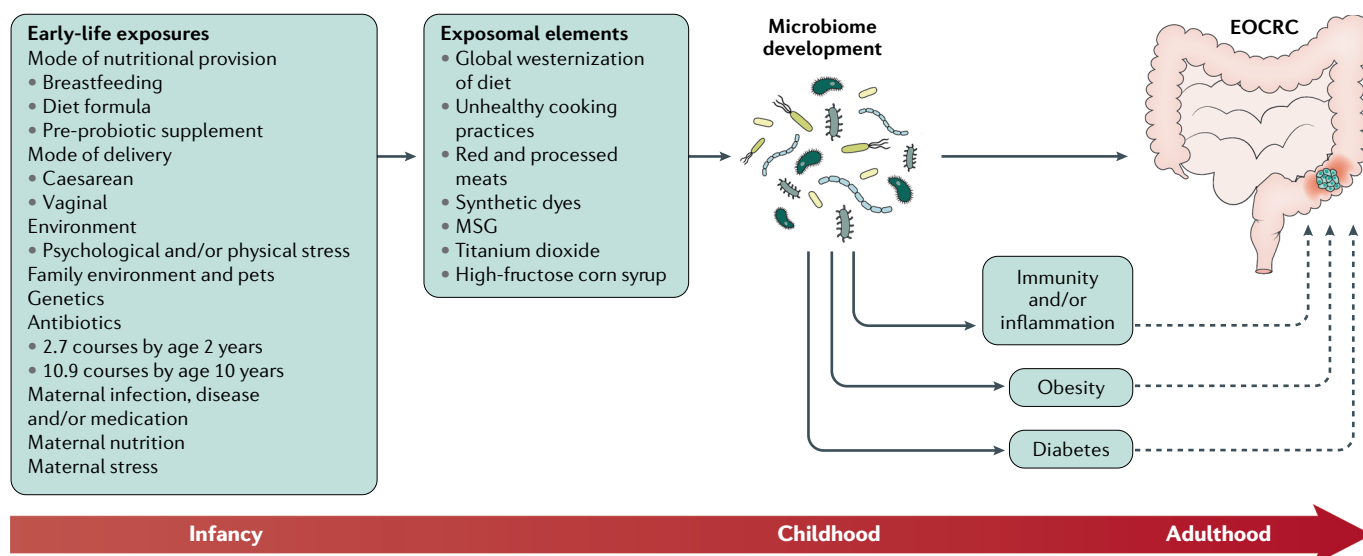 Early-life exposures
Mode of nutritional provision
• Breastfeeding
• Diet formula
• Pre-probiotic supplement
Mode of delivery
• Caesarean
• Vaginal
Environment
• Psychological and/or physical stress
Family environment and pets
Genetics
Antibiotics
• 2.7 courses by age 2 years
• 10.9 courses by age 10 years
Maternal infection, disease
and/or medication
Maternal nutrition
Maternal stress
Exposomal elements
• Global westernization
of diet
• Unhealthy cooking
practices
• Red and processed
meats
• Synthetic dyes
• MSG
• Titanium dioxide
• High-fructose corn syrup
Microbiome
development
EOCRC
Immunity
and/or
inflammation
Obesity
Diabetes
Infancy
Childhood
Adulthood